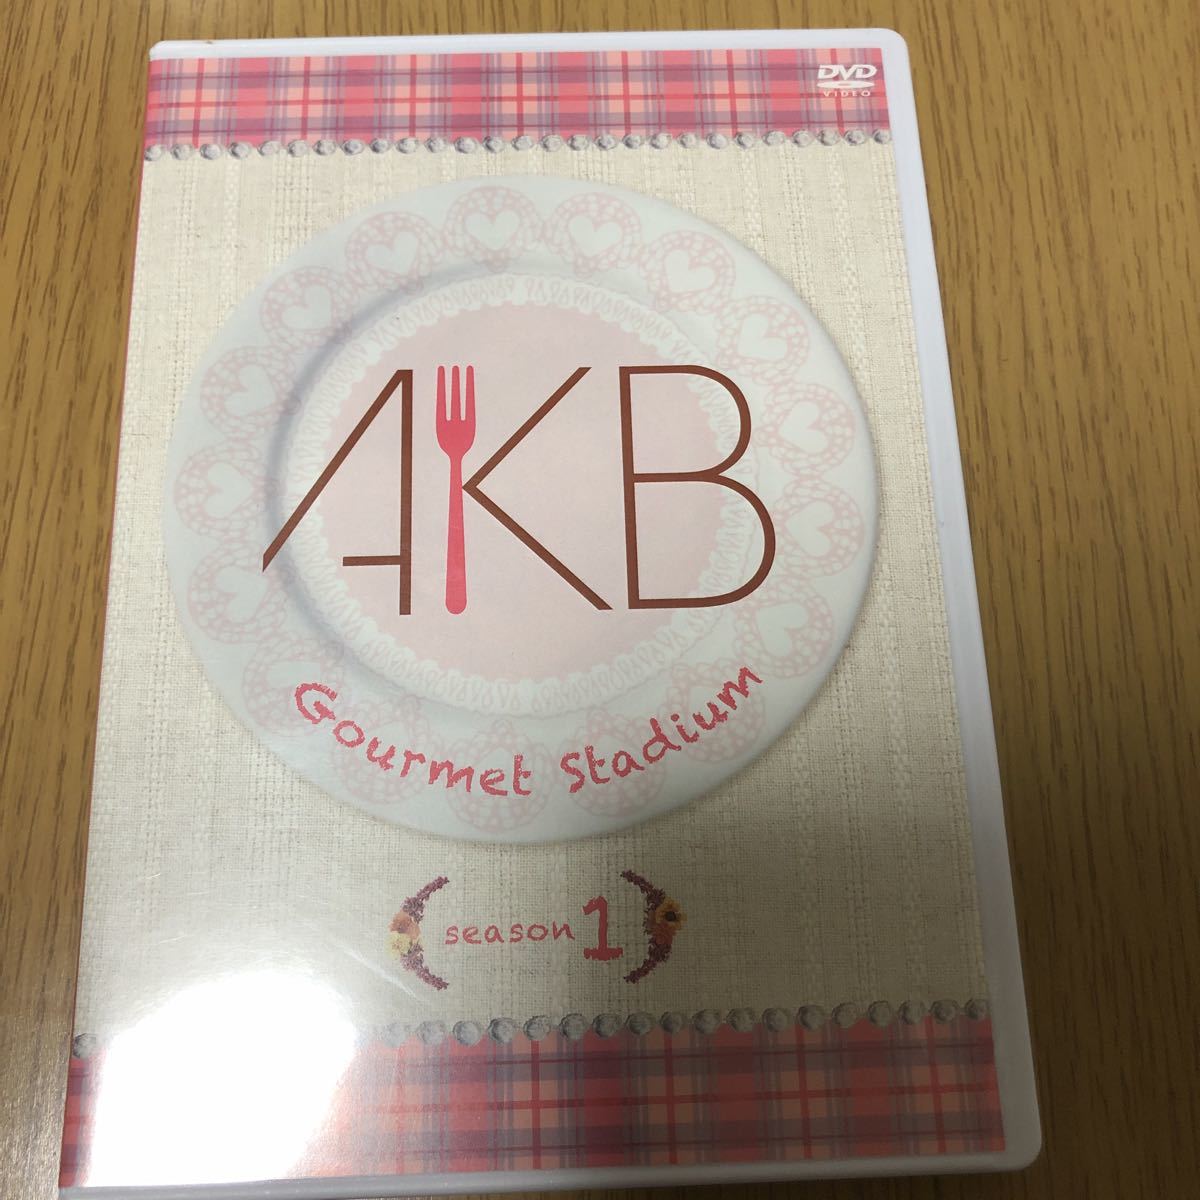 DVD
VIDEO
AKB
Gourmet Stadium
season 1